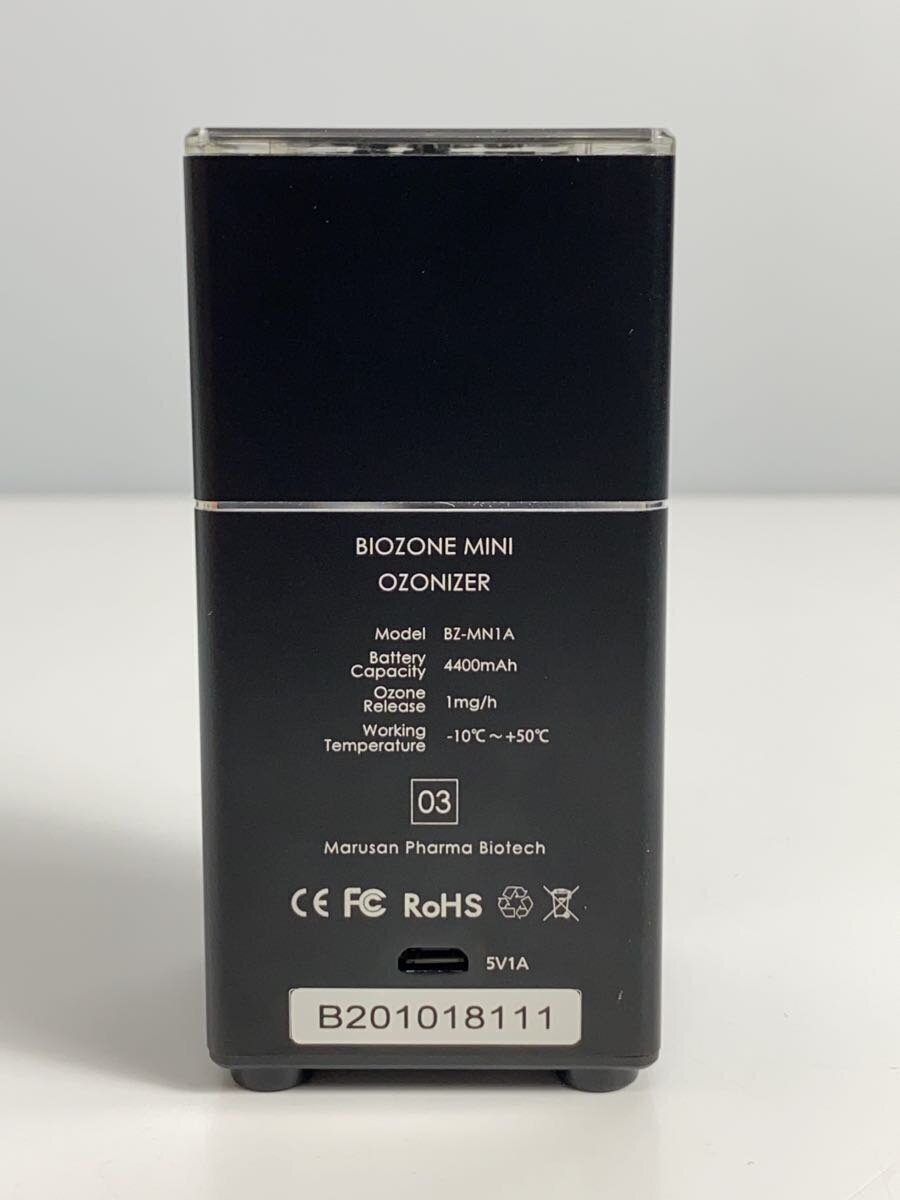 BIOZONE MINI
OZONIZER
Model BZ-MN1A
Battery
Capacity 4400mAh
Ozone
Release 1mg/h
Working
Temperature -10℃～+50℃
03
Marusan Pharma Biotech
CE FC RoHS
5V1A
B201018111